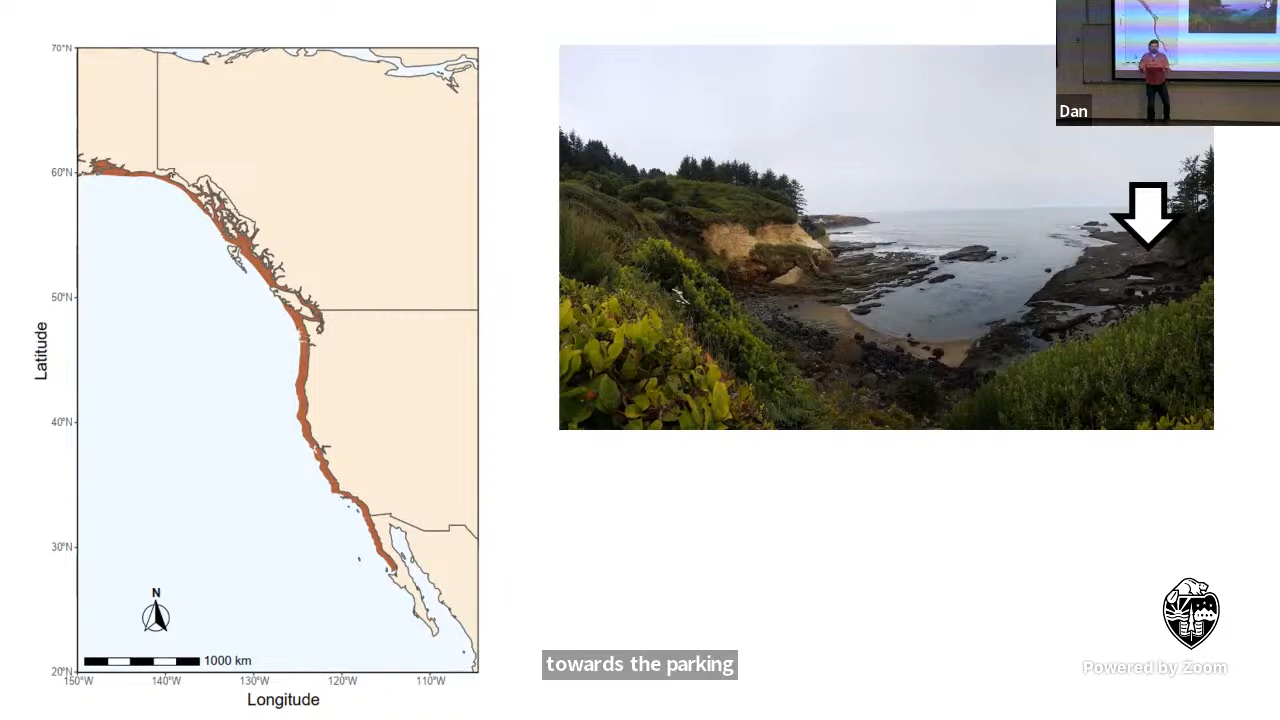 70°N
60°N
50°N
40°N
30°N
20°N
Latitude
150°W
140°W
130°W
120°W
110°W
Longitude
N
1000 km
Dan
towards the parking
Powered by Zoom